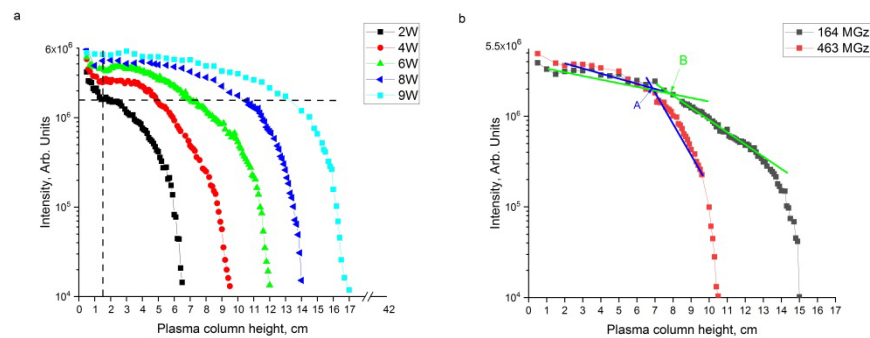 a
6x10⁶
10⁶
10⁵
10⁴
Intensity, Arb. Units
0 1 2 3 4 5 6 7 8 9 10 11 12 13 14 15 16 17 42
Plasma column height, cm
2W
4W
6W
8W
9W
b
5.5x10⁶
10⁶
10⁵
10⁴
Intensity, Arb. Units
0 1 2 3 4 5 6 7 8 9 10 11 12 13 14 15 16 17
Plasma column height, cm
164 MGz
463 MGz
B
A